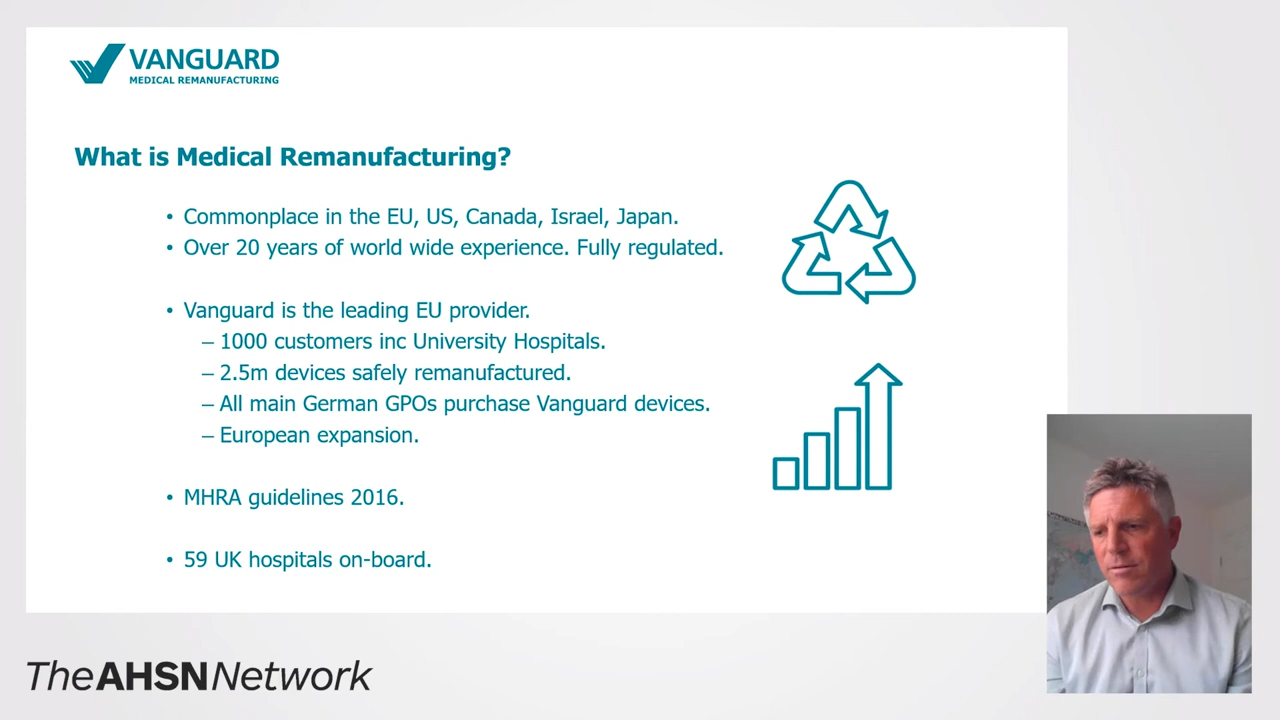 VANGUARD
MEDICAL REMANUFACTURING
What is Medical Remanufacturing?
• Commonplace in the EU, US, Canada, Israel, Japan.
• Over 20 years of world wide experience. Fully regulated.
• Vanguard is the leading EU provider.
– 1000 customers inc University Hospitals.
– 2.5m devices safely remanufactured.
– All main German GPOs purchase Vanguard devices.
– European expansion.
• MHRA guidelines 2016.
• 59 UK hospitals on-board.
TheAHSNNetwork